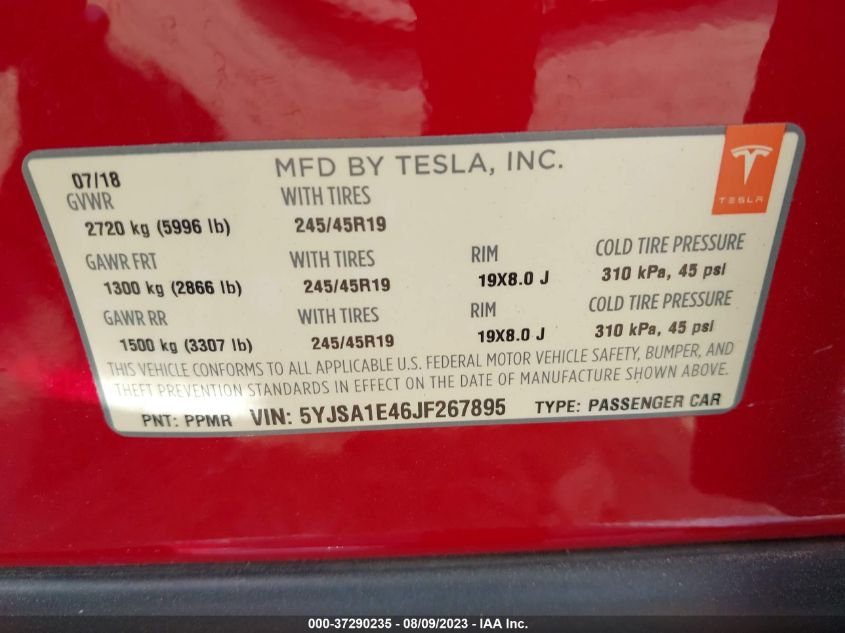 MFD BY TESLA, INC.
TESLA
07/18
GVWR WITH TIRES
2720 kg (5996 lb) 245/45R19
GAWR FRT WITH TIRES RIM COLD TIRE PRESSURE
1300 kg (2866 lb) 245/45R19 19X8.0 J 310 kPa, 45 psi
GAWR RR WITH TIRES RIM COLD TIRE PRESSURE
1500 kg (3307 lb) 245/45R19 19X8.0 J 310 kPa, 45 psi
THIS VEHICLE CONFORMS TO ALL APPLICABLE U.S. FEDERAL MOTOR VEHICLE SAFETY, BUMPER, AND
THEFT PREVENTION STANDARDS IN EFFECT ON THE DATE OF MANUFACTURE SHOWN ABOVE.
PNT: PPMR VIN: 5YJSA1E46JF267895 TYPE: PASSENGER CAR
000-37290235 - 08/09/2023 - IAA Inc.